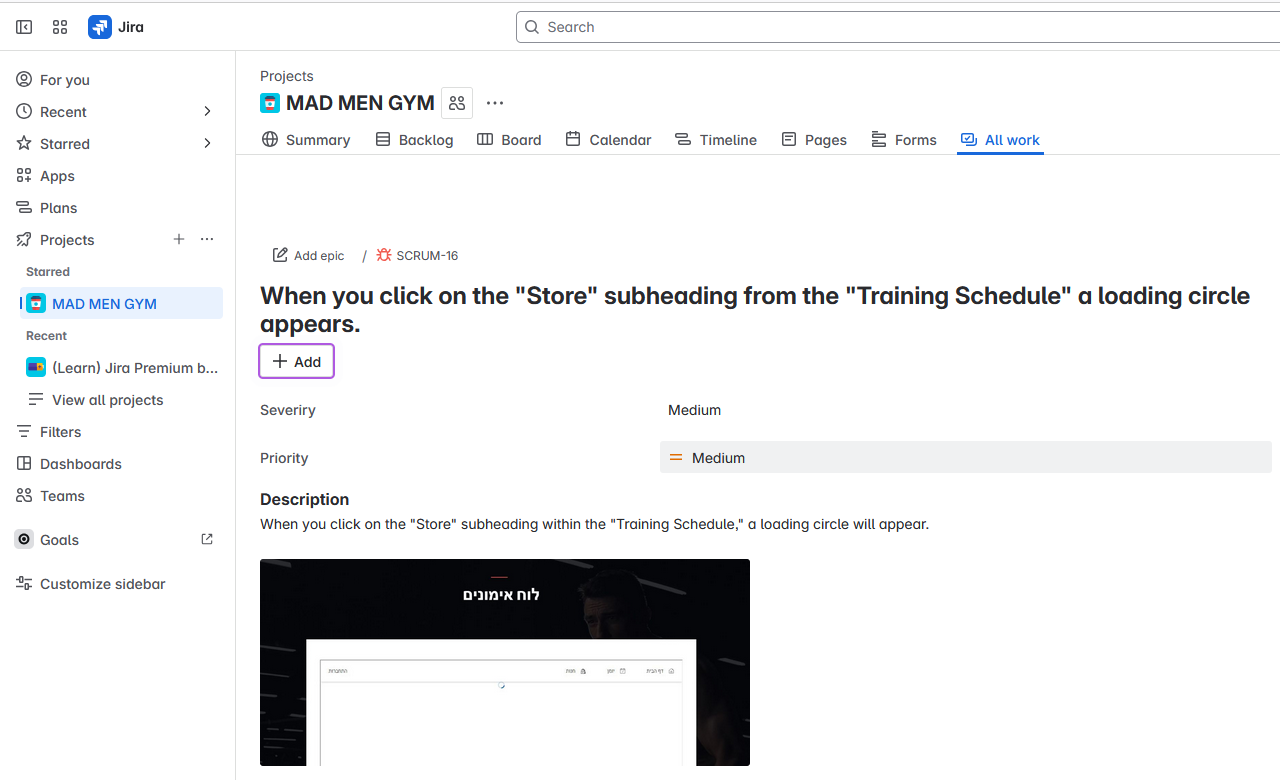 Jira
Search
For you
Recent
Starred
Apps
Plans
Projects
Starred
MAD MEN GYM
Recent
(Learn) Jira Premium b...
View all projects
Filters
Dashboards
Teams
Goals
Customize sidebar
Projects
MAD MEN GYM
Summary
Backlog
Board
Calendar
Timeline
Pages
Forms
All work
Add epic / SCRUM-16
When you click on the "Store" subheading from the "Training Schedule" a loading circle
appears.
Add
Severiry
Medium
Priority
Medium
Description
When you click on the "Store" subheading within the "Training Schedule," a loading circle will appear.
לוח אימונים
דף הבית
יומן
חנות
התחברות